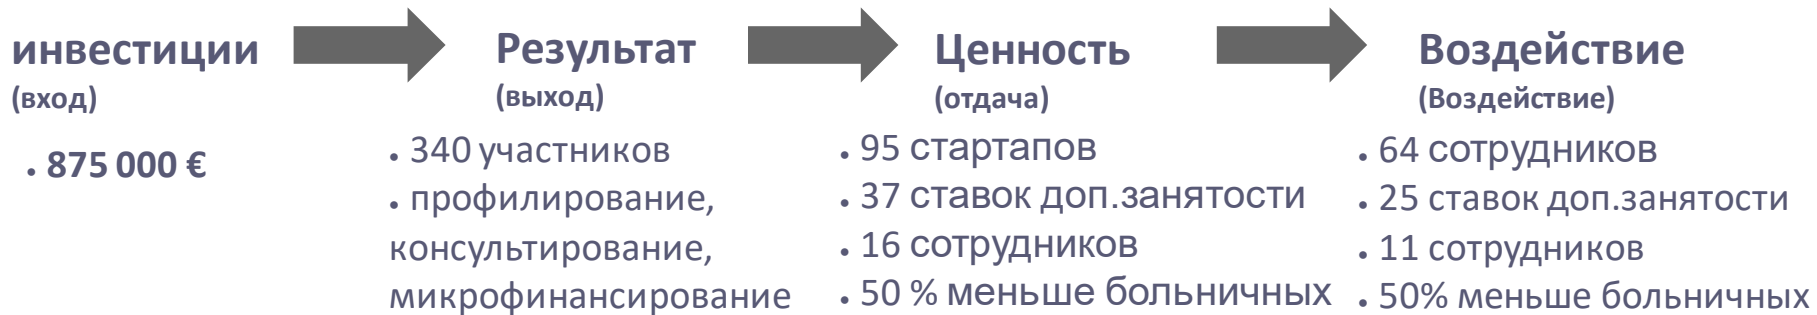 инвестиции
(вход)
• 875 000 €
Результат
(выход)
• 340 участников
• профилирование,
консультирование,
микрофинансирование
Ценность
(отдача)
• 95 стартапов
• 37 ставок доп.занятости
• 16 сотрудников
• 50 % меньше больничных
Воздействие
(Воздействие)
• 64 сотрудников
• 25 ставок доп.занятости
• 11 сотрудников
• 50% меньше больничных